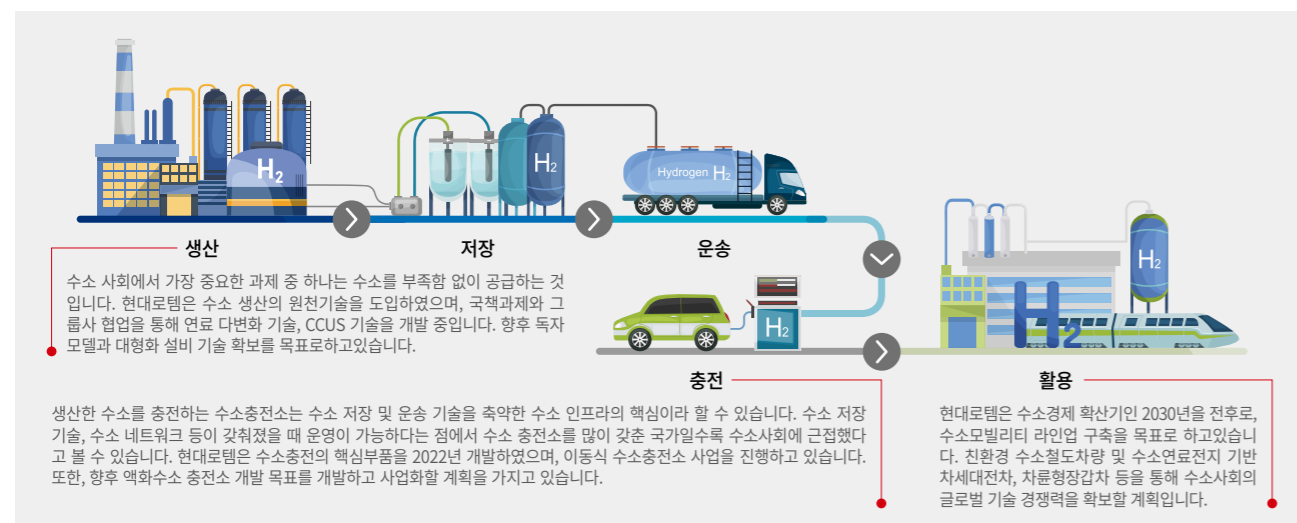 H2
H2
Hydrogen H2
생산
저장
운송
수소 사회에서 가장 중요한 과제 중 하나는 수소를 부족함 없이 공급하는 것
입니다. 현대로템은 수소 생산의 원천기술을 도입하였으며, 국책과제와 그
룹사 협업을 통해 연료 다변화 기술, CCUS 기술을 개발 중입니다. 향후 독자
모델과 대형화 설비 기술 확보를 목표로하고있습니다.
H2
H2
H2
충전
생산한 수소를 충전하는 수소충전소는 수소 저장 및 운송 기술을 축약한 수소 인프라의 핵심이라 할 수 있습니다. 수소 저장
기술, 수소 네트워크 등이 갖춰졌을 때 운영이 가능하다는 점에서 수소 충전소를 많이 갖춘 국가일수록 수소사회에 근접했다
고 볼 수 있습니다. 현대로템은 수소충전의 핵심부품을 2022년 개발하였으며, 이동식 수소충전소 사업을 진행하고 있습니다.
또한, 향후 액화수소 충전소 개발 목표를 개발하고 사업화할 계획을 가지고 있습니다.
활용
현대로템은 수소경제 확산기인 2030년을 전후로,
수소모빌리티 라인업 구축을 목표로 하고있습니
다. 친환경 수소철도차량 및 수소연료전지 기반
차세대전차, 차륜형장갑차 등을 통해 수소사회의
글로벌 기술 경쟁력을 확보할 계획입니다.